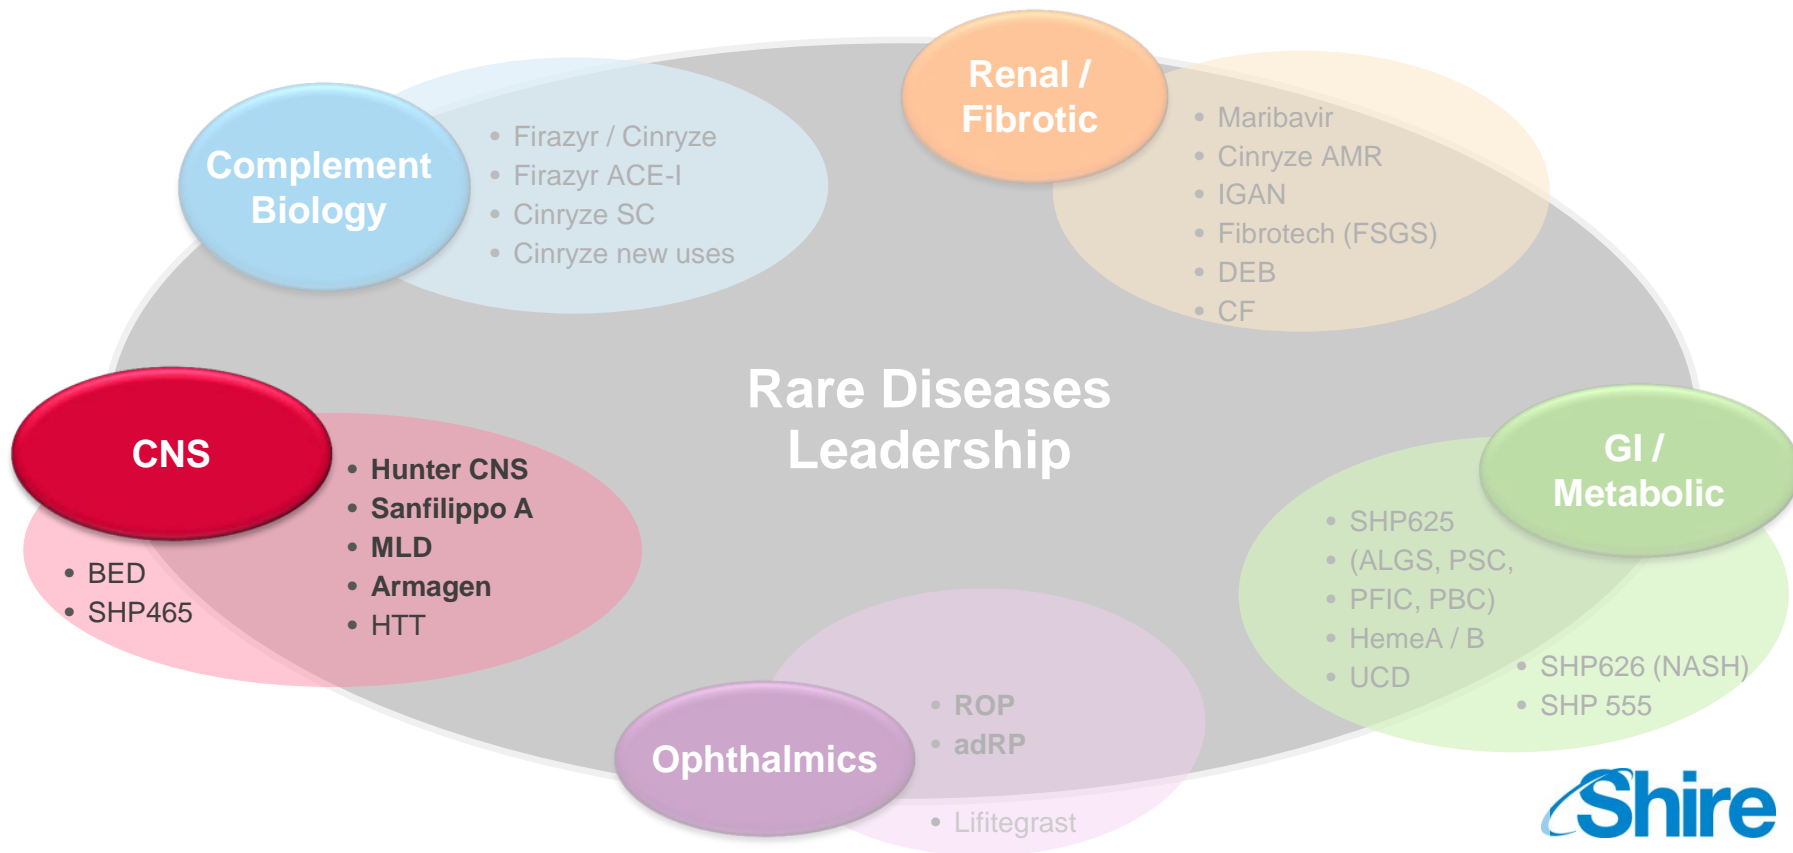 Complement
Biology
• Firazyr / Cinryze
• Firazyr ACE-I
• Cinryze SC
• Cinryze new uses
Renal /
Fibrotic
• Maribavir
• Cinryze AMR
• IGAN
• Fibrotech (FSGS)
• DEB
• CF
Rare Diseases
Leadership
CNS
• Hunter CNS
• Sanfilippo A
• MLD
• Armagen
• HTT
• BED
• SHP465
GI /
Metabolic
• SHP625
• (ALGS, PSC,
• PFIC, PBC)
• HemeA / B
• UCD
• SHP626 (NASH)
• SHP 555
Ophthalmics
• ROP
• adRP
• Lifitegrast
Shire